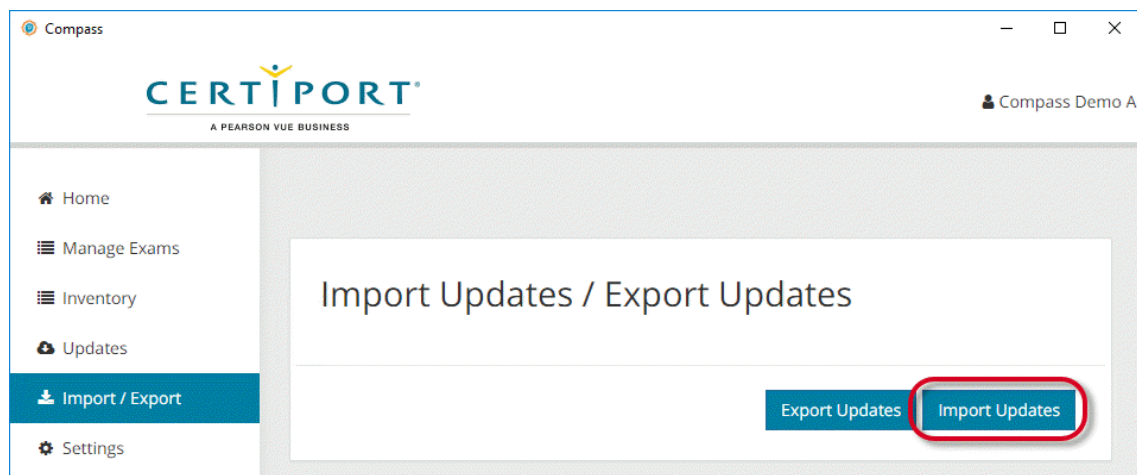 Compass
CERTIPORT®
A PEARSON VUE BUSINESS
Compass Demo A
Home
Manage Exams
Inventory
Updates
Import / Export
Settings
Import Updates / Export Updates
Export Updates
Import Updates